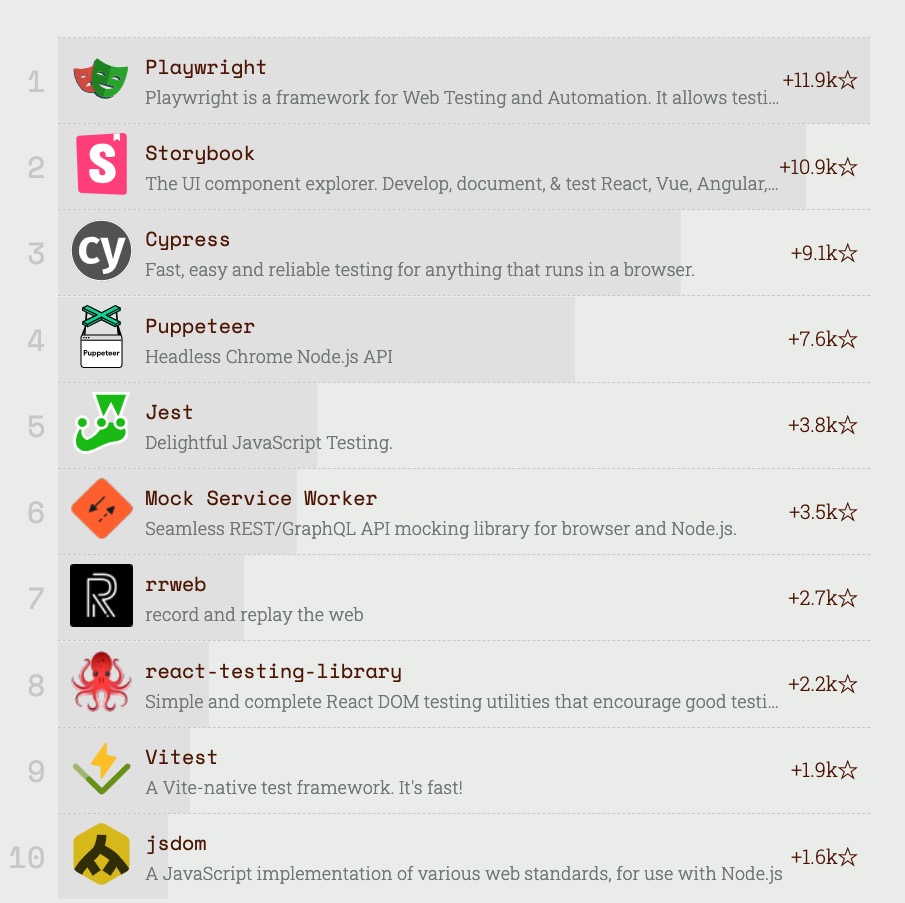 1
Playwright
Playwright is a framework for Web Testing and Automation. It allows testi...
+11.9k☆
2
S
Storybook
The UI component explorer. Develop, document, & test React, Vue, Angular,...
+10.9k☆
3
cy
Cypress
Fast, easy and reliable testing for anything that runs in a browser.
+9.1k☆
4
Puppeteer
Puppeteer
Headless Chrome Node.js API
+7.6k☆
5
Jest
Delightful JavaScript Testing.
+3.8k☆
6
Mock Service Worker
Seamless REST/GraphQL API mocking library for browser and Node.js.
+3.5k☆
7
R
rrweb
record and replay the web
+2.7k☆
8
react-testing-library
Simple and complete React DOM testing utilities that encourage good testi...
+2.2k☆
9
Vitest
A Vite-native test framework. It's fast!
+1.9k☆
10
jsdom
A JavaScript implementation of various web standards, for use with Node.js
+1.6k☆